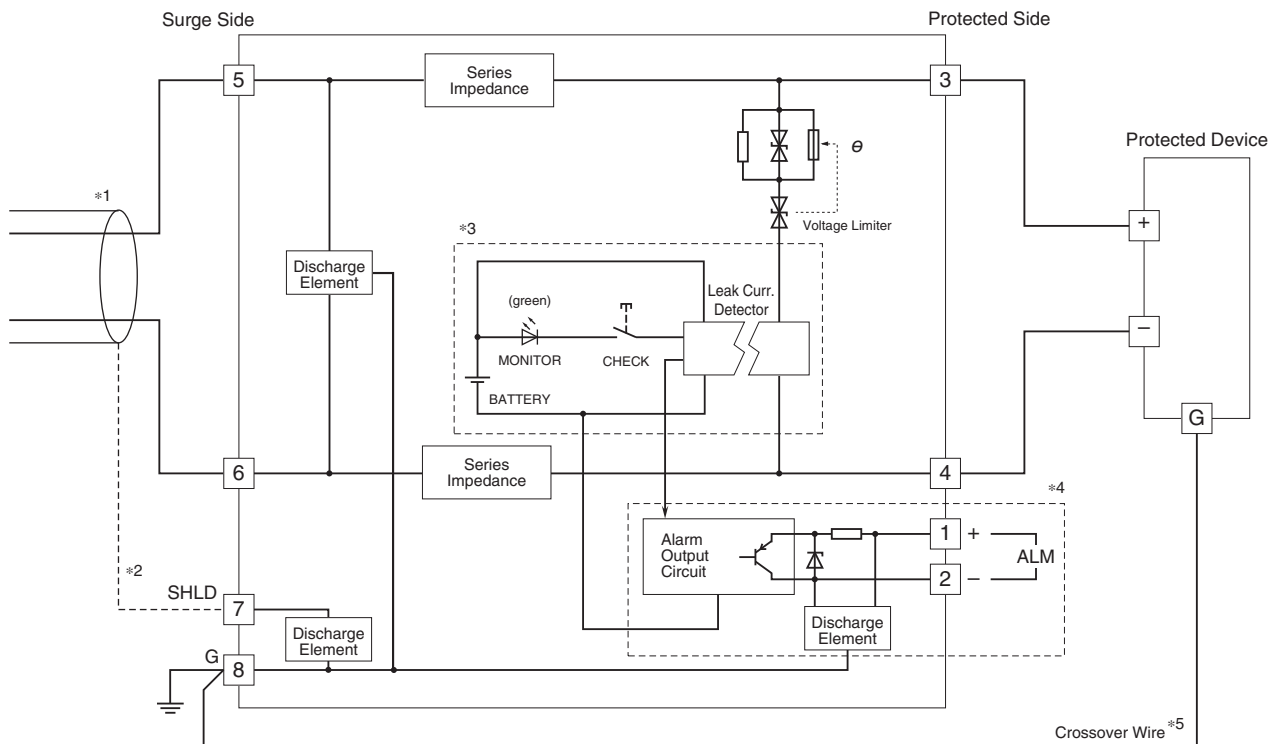 Surge Side
Protected Side
5
Series
Impedance
3
Protected Device
θ
*1
+
Voltage Limiter
*3
Discharge
Element
(green)
Leak Curr.
Detector
−
MONITOR
CHECK
BATTERY
G
6
Series
Impedance
4
*4
Alarm
Output
Circuit
1
+
ALM
2
−
*2
SHLD
7
Discharge
Element
Discharge
Element
G
8
Crossover Wire *5